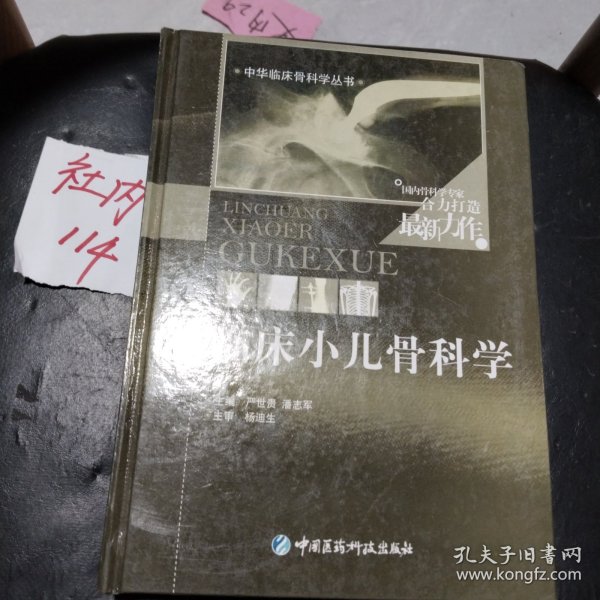 中华临床骨科学丛书
国内骨科学专家
合力打造
最新力作
LINCHUANG
XIAOER
GUKEXUE
临床小儿骨科学
主编 严世贵 潘志军
主审 杨迪生
中国医药科技出版社
社内
114
孔夫子旧书网
www.kongfz.com